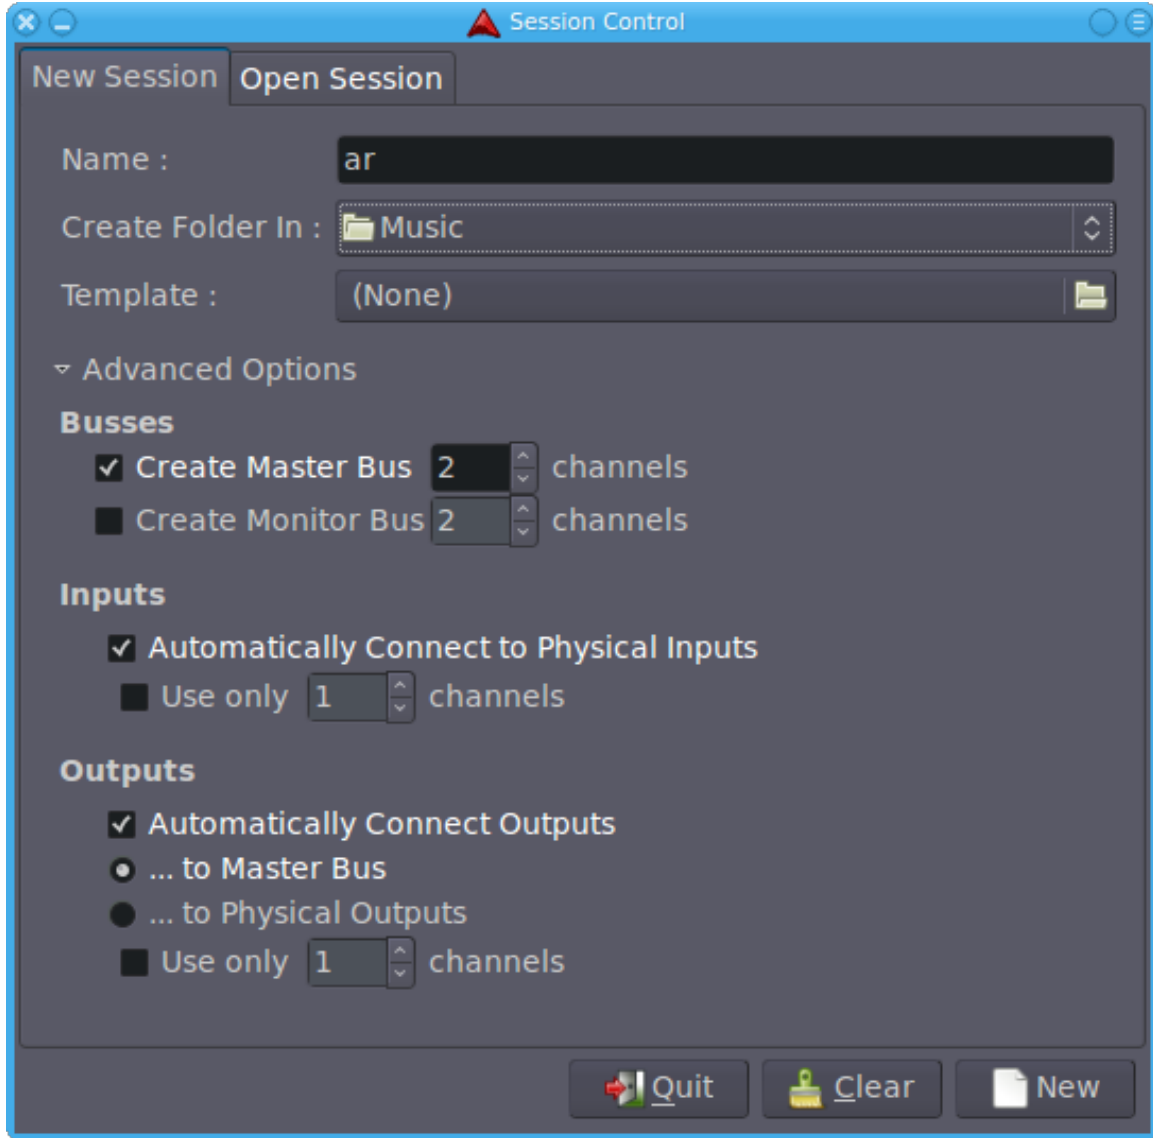 Session Control
New Session Open Session
Name : ar
Create Folder In : Music
Template : (None)
Advanced Options
Busses
Create Master Bus 2 channels
Create Monitor Bus 2 channels
Inputs
Automatically Connect to Physical Inputs
Use only 1 channels
Outputs
Automatically Connect Outputs
... to Master Bus
... to Physical Outputs
Use only 1 channels
Quit Clear New